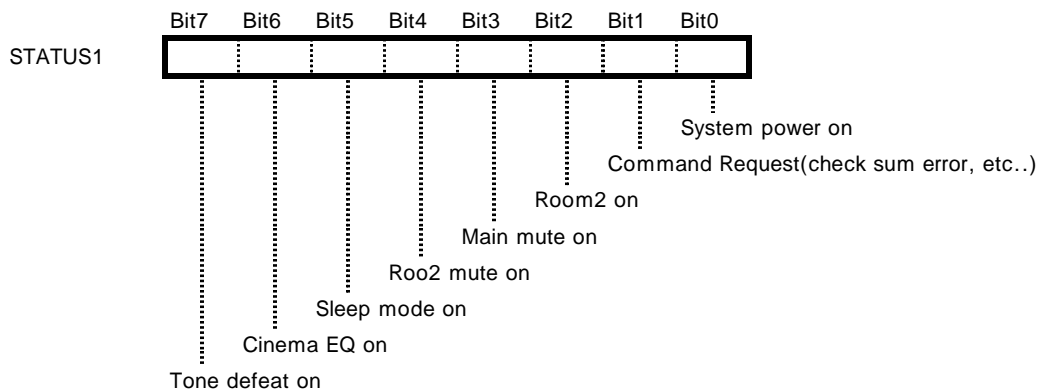 Bit7 Bit6 Bit5 Bit4 Bit3 Bit2 Bit1 Bit0
STATUS1
System power on
Command Request(check sum error, etc..)
Room2 on
Main mute on
Roo2 mute on
Sleep mode on
Cinema EQ on
Tone defeat on